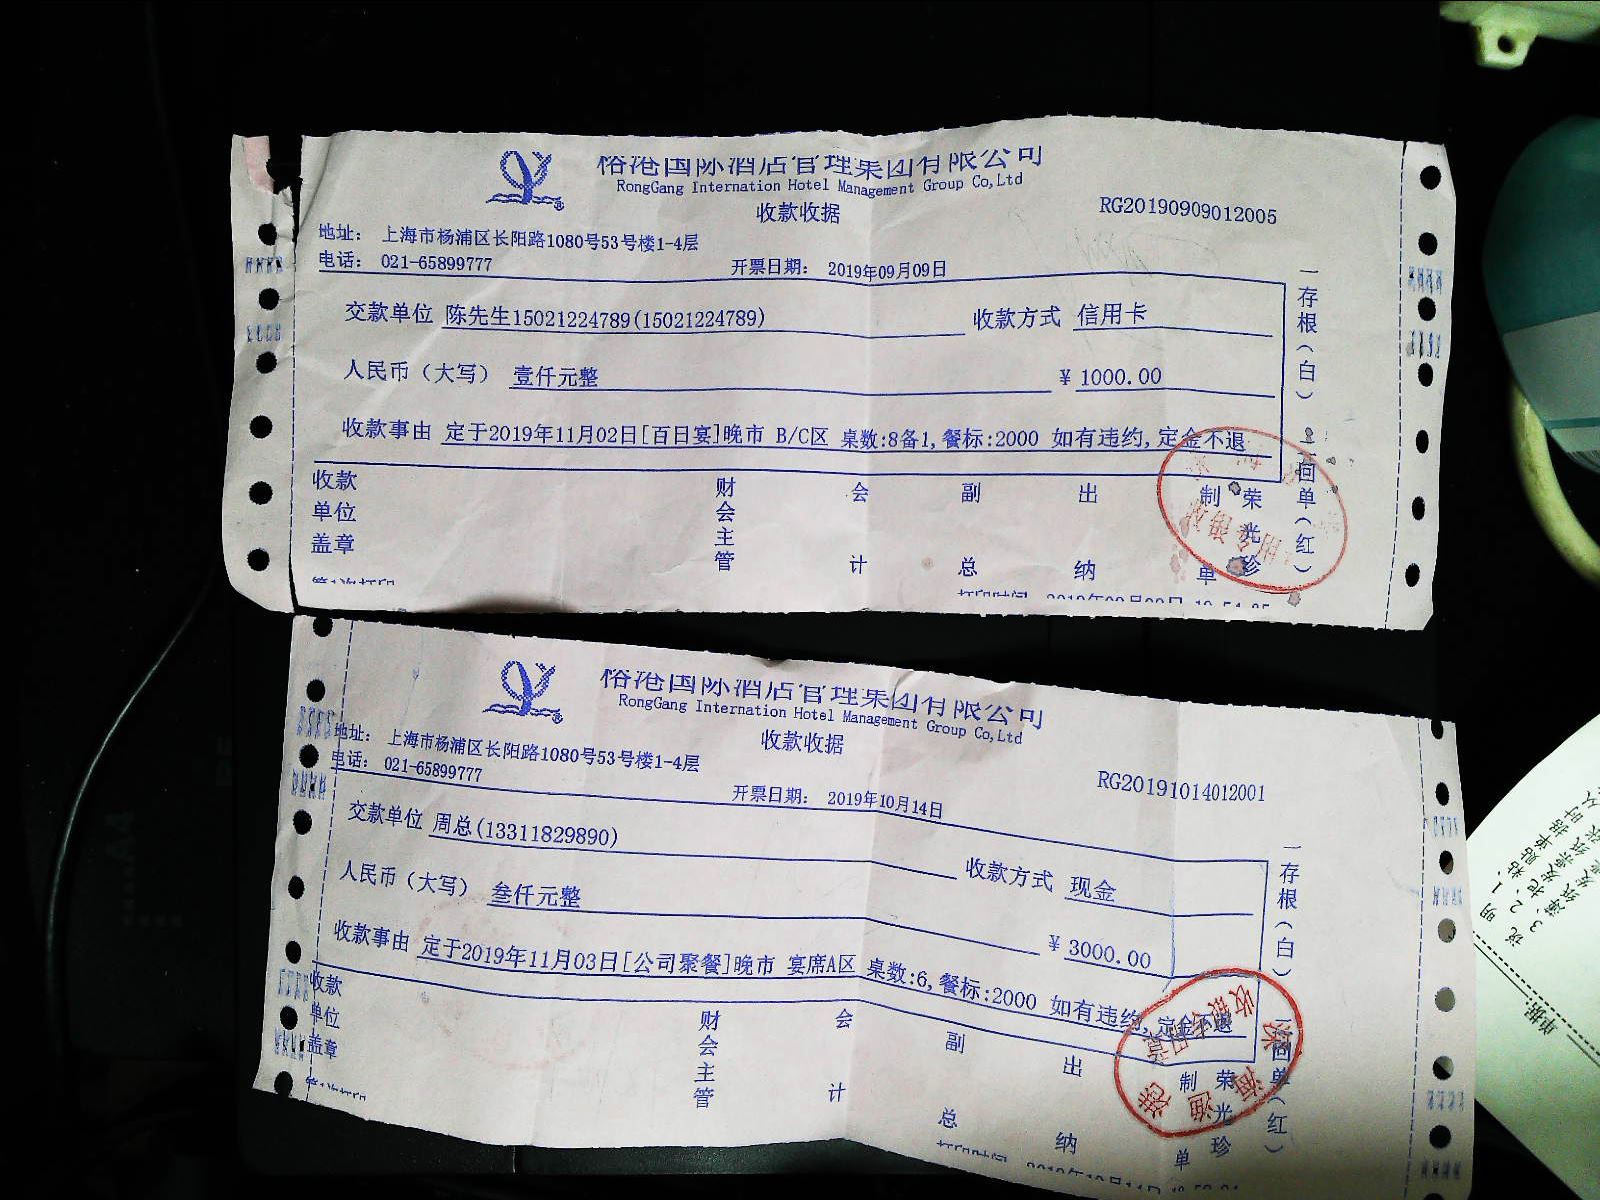 裕港国际酒店管理集团有限公司
RongGang Internation Hotel Management Group Co,Ltd
收款收据
RG20190909012005
地址： 上海市杨浦区长阳路1080号53号楼1-4层
电话： 021-65899777
开票日期： 2019年09月09日
交款单位 陈先生15021224789(15021224789)
收款方式 信用卡
人民币（大写） 壹仟元整
¥ 1000.00
收款事由 定于2019年11月02日[百日宴]晚市 B/C区 桌数:8备1,餐标:2000 如有违约,定金不退
收款单位盖章
财会主管
会计
副总
出纳
制单
荣光珍
一存根（白）
二回单（红）
收银专用
裕港国际酒店管理集团有限公司
RongGang Internation Hotel Management Group Co,Ltd
收款收据
RG20191014012001
地址： 上海市杨浦区长阳路1080号53号楼1-4层
电话： 021-65899777
开票日期： 2019年10月14日
交款单位 周总(13311829890)
收款方式 现金
人民币（大写） 叁仟元整
¥ 3000.00
收款事由 定于2019年11月03日[公司聚餐]晚市 宴席A区 桌数:6,餐标:2000 如有违约,定金不退
收款单位盖章
财会主管
会计
副总
出纳
制单
荣光珍
一存根（白）
二回单（红）